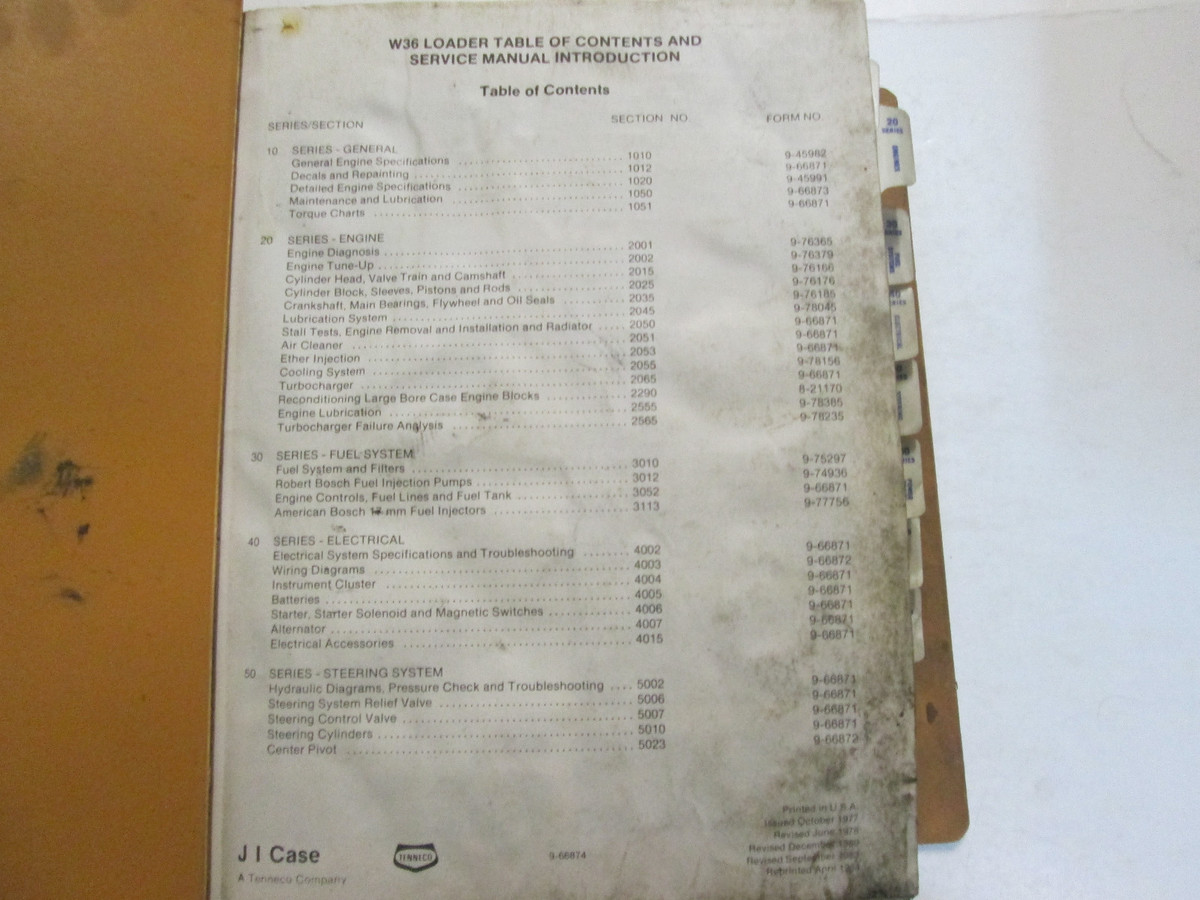 W36 LOADER TABLE OF CONTENTS AND
SERVICE MANUAL INTRODUCTION
Table of Contents
SERIES/SECTION SECTION NO. FORM NO.
10 SERIES - GENERAL
General Engine Specifications 1010 9-45982
Decals and Repainting 1012 9-66871
Detailed Engine Specifications 1020 9-45991
Maintenance and Lubrication 1050 9-66873
Torque Charts 1051 9-66871
20 SERIES - ENGINE
Engine Diagnosis 2001 9-76365
Engine Tune-Up 2002 9-76379
Cylinder Head, Valve Train and Camshaft 2015 9-76166
Cylinder Block, Sleeves, Pistons and Rods 2025 9-76176
Crankshaft, Main Bearings, Flywheel and Oil Seals 2035 9-76185
Lubrication System 2045 9-78045
Stall Tests, Engine Removal and Installation and Radiator 2050 9-66871
Air Cleaner 2051 9-66871
Ether Injection 2053 9-66871
Cooling System 2055 9-78156
Turbocharger 2065 9-66871
Reconditioning Large Bore Case Engine Blocks 2290 8-21170
Engine Lubrication 2555 9-78385
Turbocharger Failure Analysis 2565 9-78235
30 SERIES - FUEL SYSTEM
Fuel System and Filters 3010 9-75297
Robert Bosch Fuel Injection Pumps 3012 9-74936
Engine Controls, Fuel Lines and Fuel Tank 3052 9-66871
American Bosch mm Fuel Injectors 3113 9-77756
40 SERIES - ELECTRICAL
Electrical System Specifications and Troubleshooting 4002 9-66871
Wiring Diagrams 4003 9-66872
Instrument Cluster 4004 9-66871
Batteries 4005 9-66871
Starter, Starter Solenoid and Magnetic Switches 4006 9-66871
Alternator 4007 9-66871
Electrical Accessories 4015 9-66871
50 SERIES - STEERING SYSTEM
Hydraulic Diagrams, Pressure Check and Troubleshooting 5002 9-66871
Steering System Relief Valve 5006 9-66871
Steering Control Valve 5007 9-66871
Steering Cylinders 5010 9-66871
Center Pivot 5023 9-66872
Printed in U.S.A.
Issued October 1977
Revised June 1978
Revised December
Revised September
Reprinted April
J I Case
TENNECO
9-66874
A Tenneco Company
20
SERIES